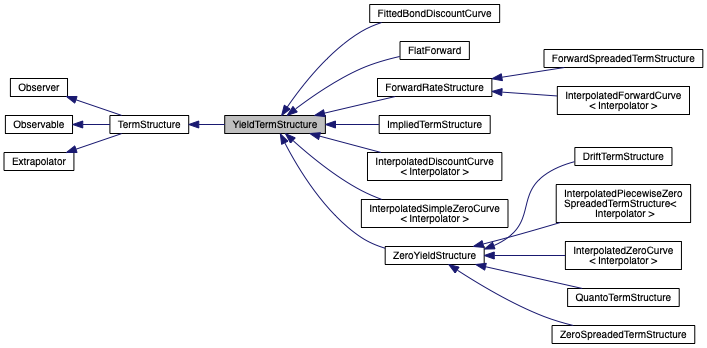 Observer
Observable
Extrapolator
TermStructure
YieldTermStructure
FittedBondDiscountCurve
FlatForward
ForwardRateStructure
ImpliedTermStructure
InterpolatedDiscountCurve
< Interpolator >
InterpolatedSimpleZeroCurve
< Interpolator >
ZeroYieldStructure
ForwardSpreadedTermStructure
InterpolatedForwardCurve
< Interpolator >
DriftTermStructure
InterpolatedPiecewiseZero
SpreadedTermStructure<
Interpolator >
InterpolatedZeroCurve
< Interpolator >
QuantoTermStructure
ZeroSpreadedTermStructure